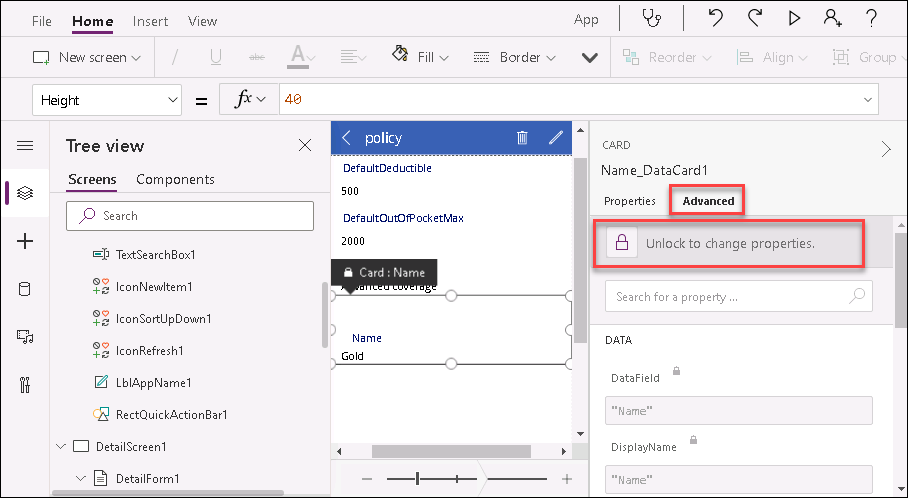 File Home Insert View App
New screen / U abc A Fill Border Reorder Align Group
Height = fx 40
Tree view
Screens Components
Search
TextSearchBox1
IconNewItem1
IconSortUpDown1
IconRefresh1
LblAppName1
RectQuickActionBar1
DetailScreen1
DetailForm1
policy
DefaultDeductible
500
DefaultOutOfPocketMax
2000
Card : Name
Advanced coverage
Name
Gold
CARD
Name_DataCard1
Properties Advanced
Unlock to change properties.
Search for a property ...
DATA
DataField
"Name"
DisplayName
"Name"